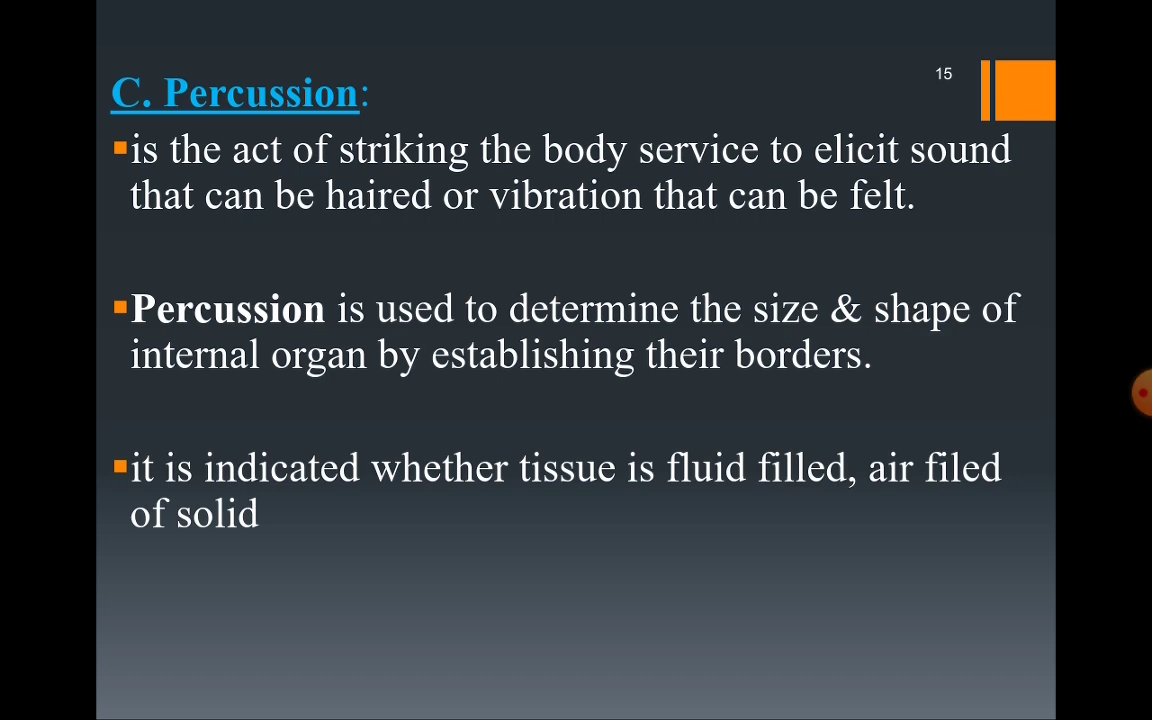 15
C. Percussion:
▪is the act of striking the body service to elicit sound
that can be haired or vibration that can be felt.
▪Percussion is used to determine the size & shape of
internal organ by establishing their borders.
▪it is indicated whether tissue is fluid filled, air filed
of solid